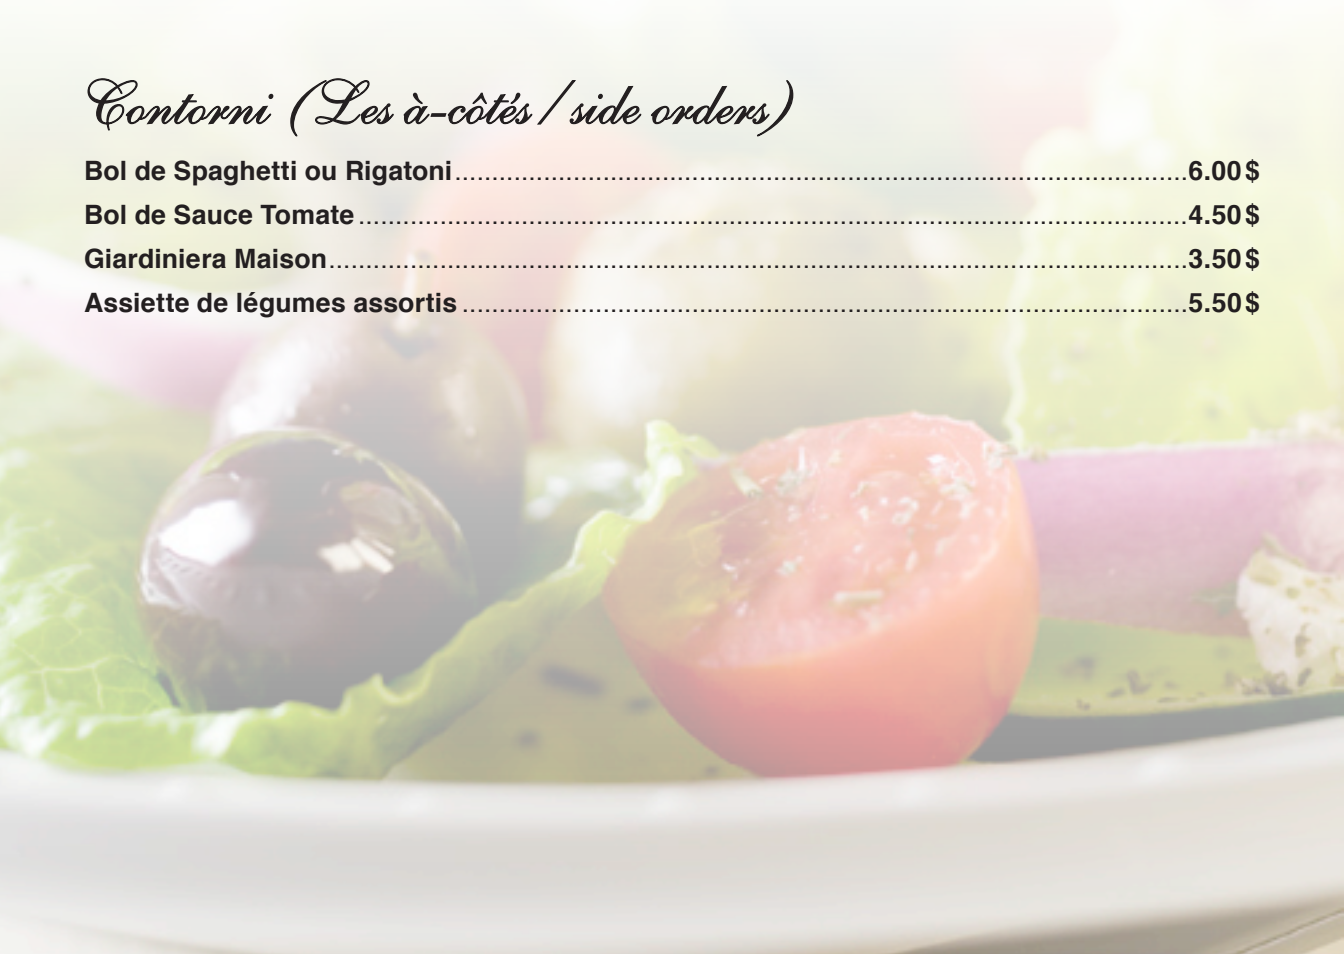 Contorni (Les à-côtés / side orders)
Bol de Spaghetti ou Rigatoni........................................................................................................6.00$
Bol de Sauce Tomate........................................................................................................4.50$
Giardiniera Maison........................................................................................................3.50$
Assiette de légumes assortis........................................................................................................5.50$